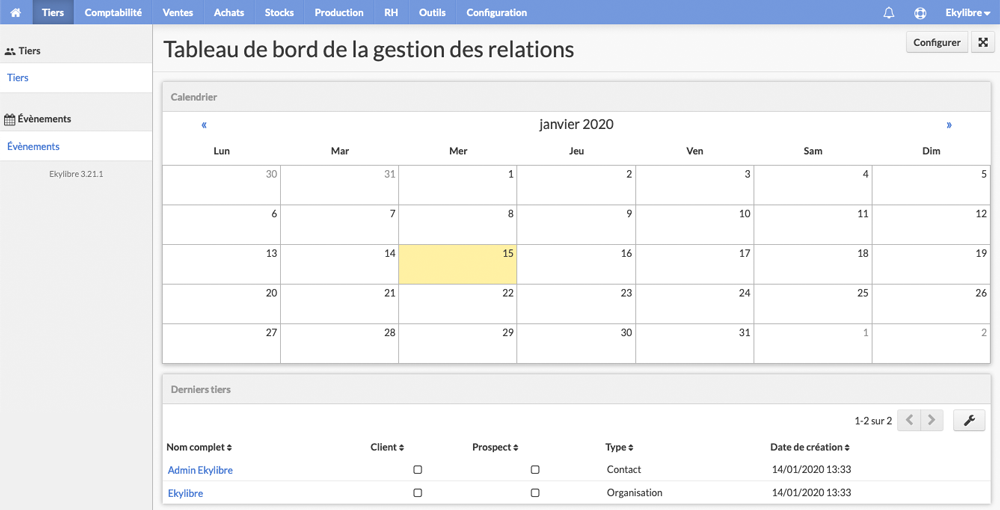 Tiers Comptabilité Ventes Achats Stocks Production RH Outils Configuration Ekylibre
Tiers
Tiers
Évènements
Évènements
Ekylibre 3.21.1
Tableau de bord de la gestion des relations
Configurer
Calendrier
« janvier 2020 »
Lun Mar Mer Jeu Ven Sam Dim
30 31 1 2 3 4 5
6 7 8 9 10 11 12
13 14 15 16 17 18 19
20 21 22 23 24 25 26
27 28 29 30 31 1 2
Derniers tiers
1-2 sur 2
Nom complet Client Prospect Type Date de création
Admin Ekylibre Contact 14/01/2020 13:33
Ekylibre Organisation 14/01/2020 13:33